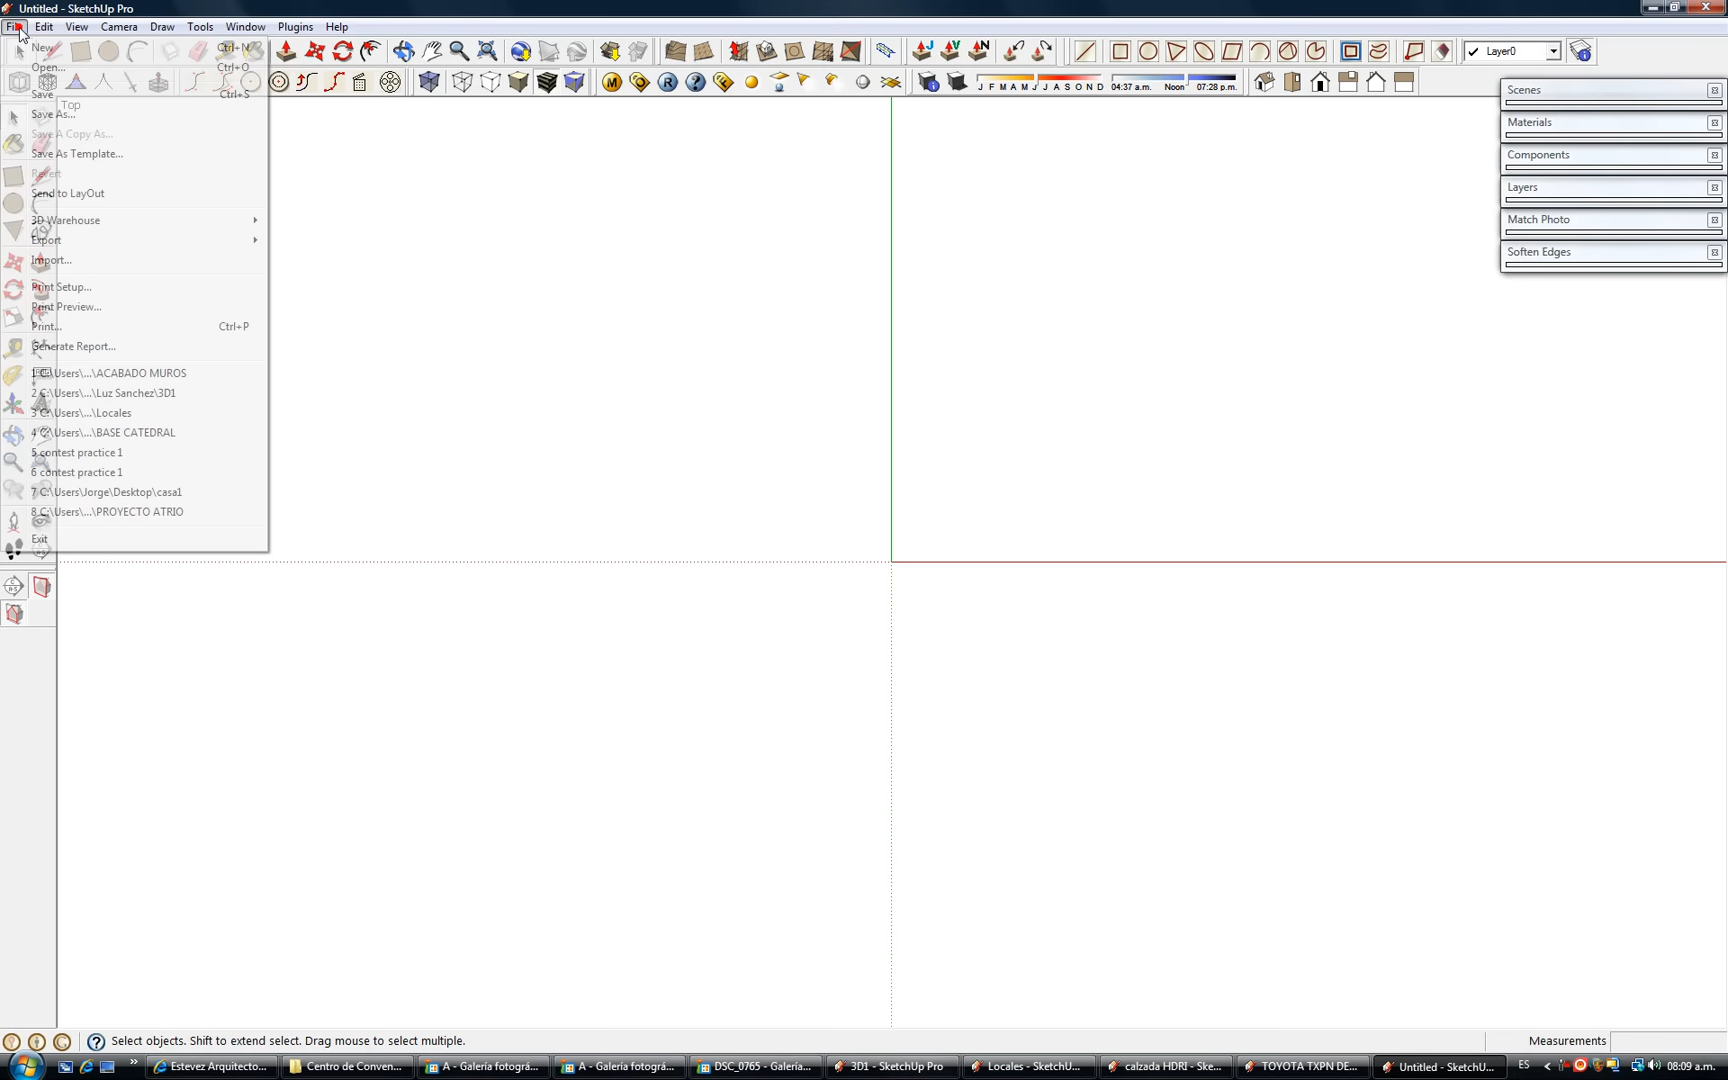 Untitled - SketchUp Pro
File Edit View Camera Draw Tools Window Plugins Help
New Ctrl+N
Open... Ctrl+O
Save Ctrl+S
Top
Save As...
Save A Copy As...
Save As Template...
Revert
Send to LayOut
3D Warehouse
Export
Import...
Print Setup...
Print Preview...
Print... Ctrl+P
Generate Report...
1 C:\Users\...\ACABADO MUROS
2 C:\Users\...\Luz Sanchez\3D1
3 C:\Users\...\Locales
4 C:\Users\...\BASE CATEDRAL
5 contest practice 1
6 contest practice 1
7 C:\Users\Jorge\Desktop\casa1
8 C:\Users\...\PROYECTO ATRIO
Exit
J F M A M J J A S O N D 04:37 a.m. Noon 07:28 p.m.
Layer0
Scenes
Materials
Components
Layers
Match Photo
Soften Edges
Select objects. Shift to extend select. Drag mouse to select multiple.
Measurements
Estevez Arquitecto...
Centro de Conven...
A - Galería fotográ...
A - Galería fotográ...
DSC_0765 - Galería...
3D1 - SketchUp Pro
Locales - SketchU...
calzada HDRI - Ske...
TOYOTA TXPN DE...
Untitled - SketchU...
ES
08:09 a.m.